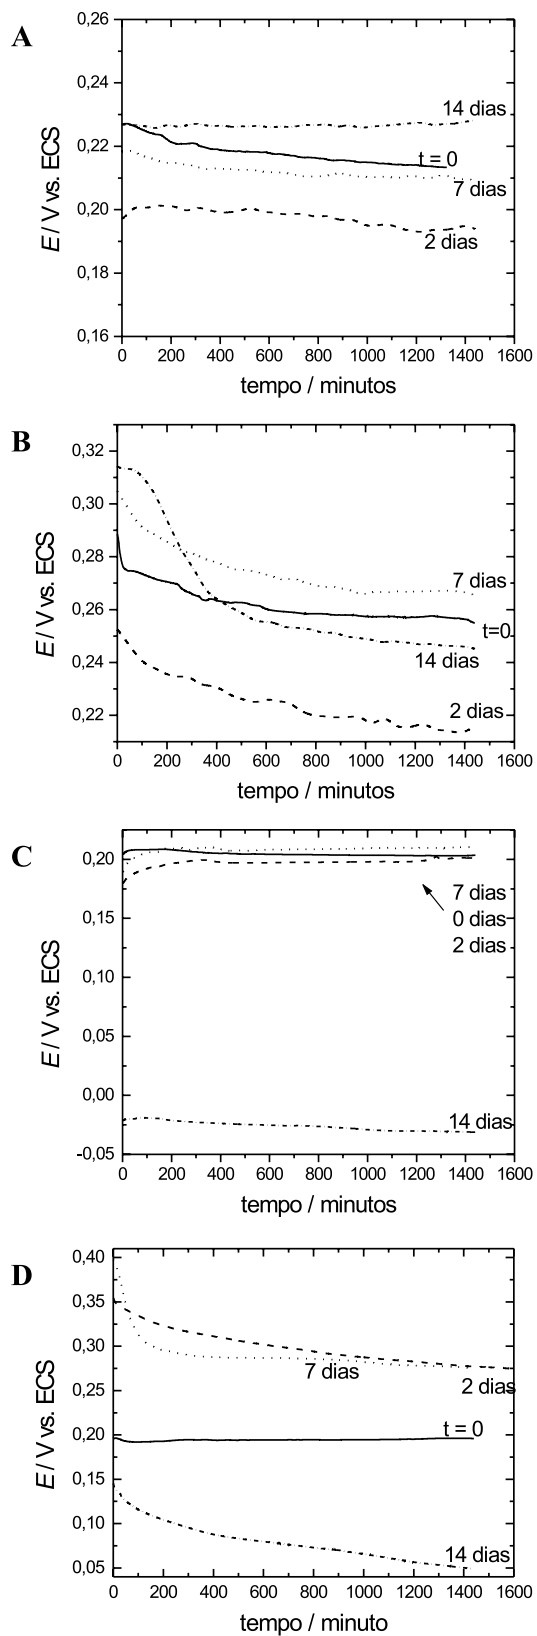 A
0,26
0,24
0,22
0,20
0,18
0,16
E / V vs. ECS
14 dias
t = 0
7 dias
2 dias
0 200 400 600 800 1000 1200 1400 1600
tempo / minutos
B
0,32
0,30
0,28
0,26
0,24
0,22
E / V vs. ECS
7 dias
t=0
14 dias
2 dias
0 200 400 600 800 1000 1200 1400 1600
tempo / minutos
C
0,20
0,15
0,10
0,05
0,00
-0,05
E / V vs. ECS
7 dias
0 dias
2 dias
14 dias
0 200 400 600 800 1000 1200 1400 1600
tempo / minutos
D
0,40
0,35
0,30
0,25
0,20
0,15
0,10
0,05
E / V vs. ECS
7 dias
2 dias
t = 0
14 dias
0 200 400 600 800 1000 1200 1400 1600
tempo / minuto